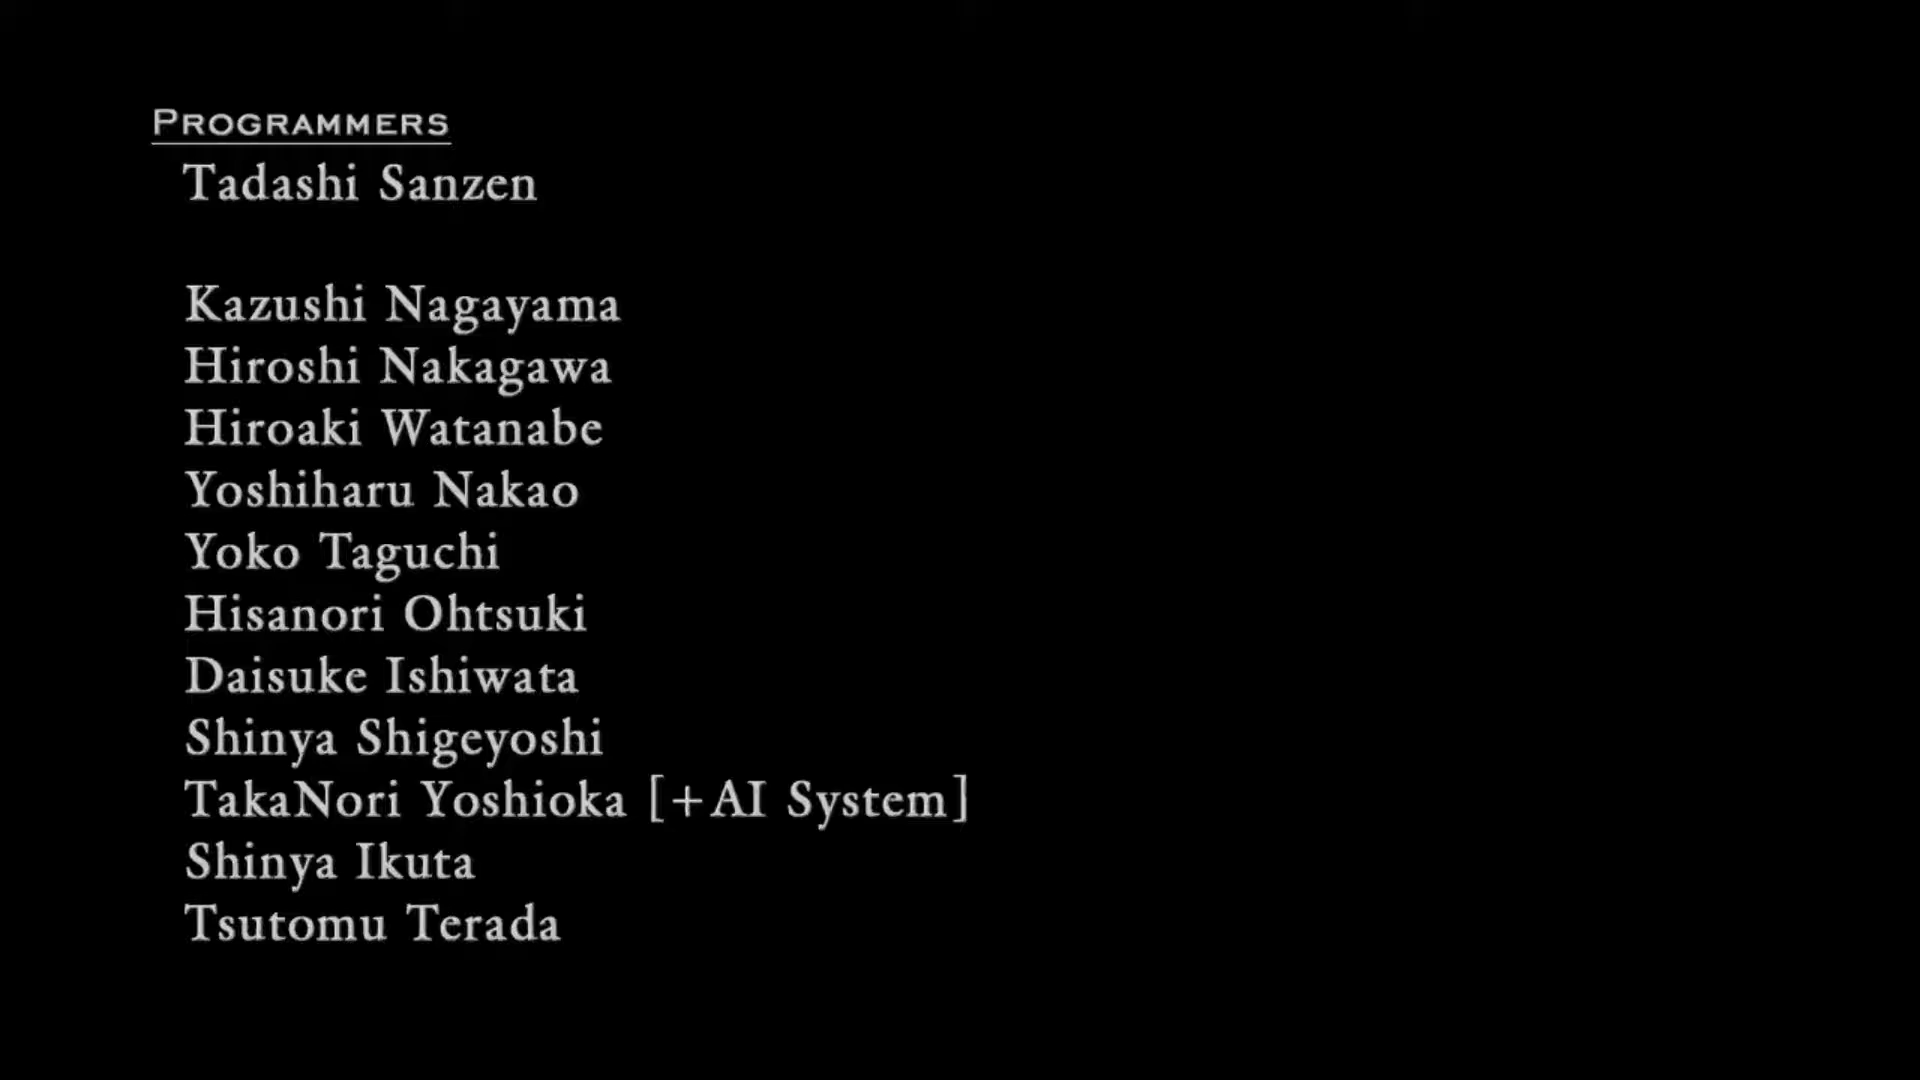 PROGRAMMERS
Tadashi Sanzen
Kazushi Nagayama
Hiroshi Nakagawa
Hiroaki Watanabe
Yoshiharu Nakao
Yoko Taguchi
Hisanori Ohtsuki
Daisuke Ishiwata
Shinya Shigeyoshi
TakaNori Yoshioka [+AI System]
Shinya Ikuta
Tsutomu Terada